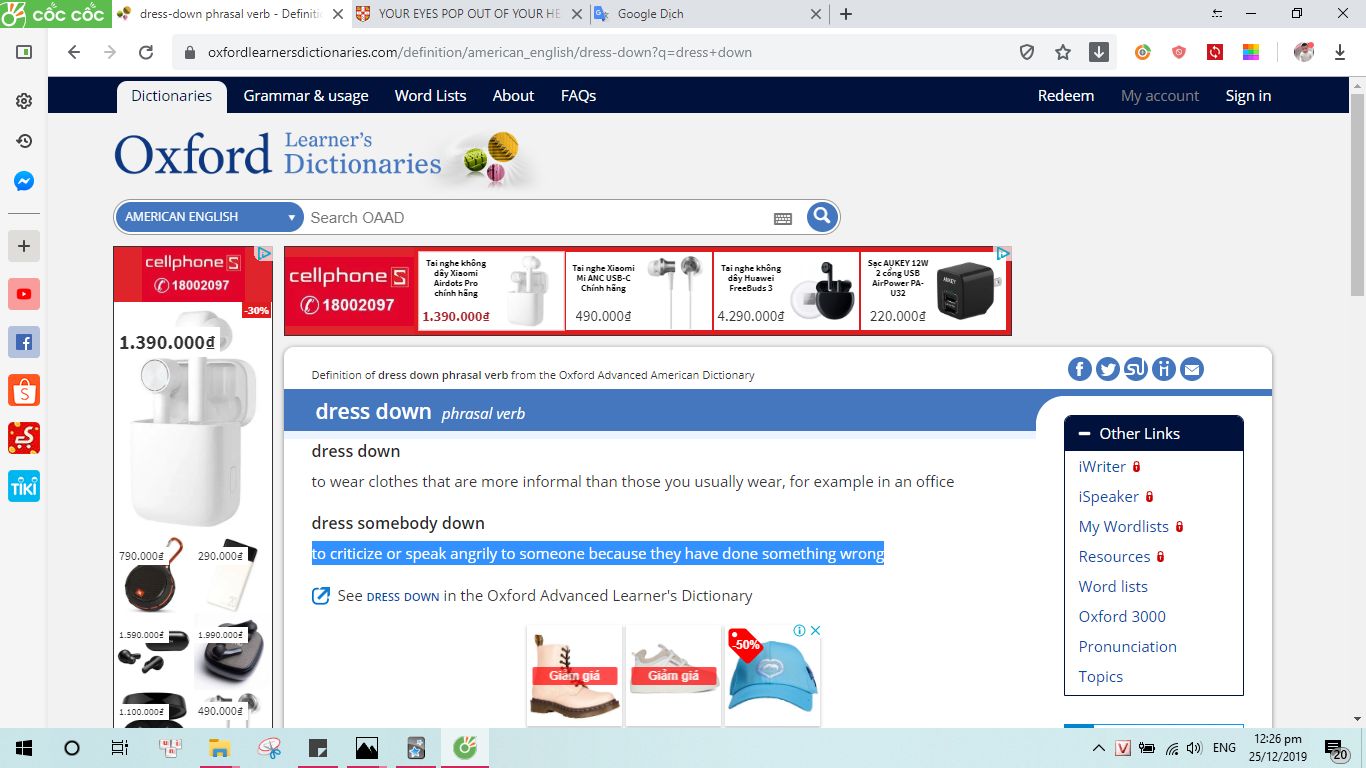 cốc cốc
dress-down phrasal verb - Definiti
YOUR EYES POP OUT OF YOUR HE
Google Dịch
oxfordlearnersdictionaries.com/definition/american_english/dress-down?q=dress+down
Dictionaries
Grammar & usage
Word Lists
About
FAQs
Redeem
My account
Sign in
Oxford Learner's Dictionaries
AMERICAN ENGLISH
Search OAAD
cellphoneS
18002097
-30%
1.390.000₫
790.000₫
290.000₫
1.590.000₫
1.990.000₫
1.100.000₫
490.000₫
cellphoneS
18002097
Tai nghe không dây Xiaomi Airdots Pro chính hãng
1.390.000₫
Tai nghe Xiaomi Mi ANC USB-C Chính hãng
490.000₫
Tai nghe không dây Huawei FreeBuds 3
4.290.000₫
Sạc AUKEY 12W 2 cổng USB AirPower PA-U32
220.000₫
Definition of dress down phrasal verb from the Oxford Advanced American Dictionary
dress down phrasal verb
dress down
to wear clothes that are more informal than those you usually wear, for example in an office
dress somebody down
to criticize or speak angrily to someone because they have done something wrong
See DRESS DOWN in the Oxford Advanced Learner's Dictionary
Giảm giá
Giảm giá
-50%
Other Links
iWriter
iSpeaker
My Wordlists
Resources
Word lists
Oxford 3000
Pronunciation
Topics
TIKI
ENG
12:26 pm
25/12/2019
20